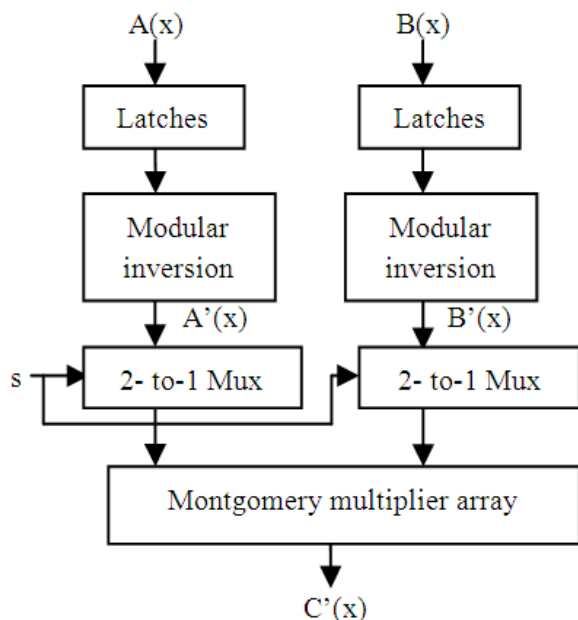 A(x)
B(x)
Latches
Latches
Modular
inversion
Modular
inversion
A’(x)
B’(x)
s
2- to-1 Mux
2- to-1 Mux
Montgomery multiplier array
C’(x)